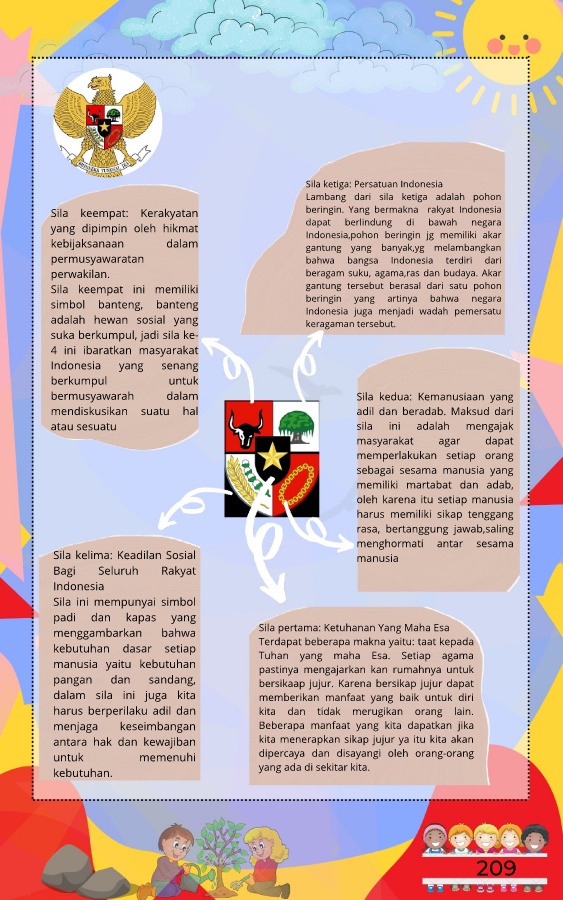 Sila keempat: Kerakyatan
yang dipimpin oleh hikmat
kebijaksanaan dalam
permusyawaratan
perwakilan.
Sila keempat ini memiliki
simbol banteng, banteng
adalah hewan sosial yang
suka berkumpul, jadi sila ke-
4 ini ibaratkan masyarakat
Indonesia yang senang
berkumpul untuk
bermusyawarah dalam
mendiskusikan suatu hal
atau sesuatu
Sila ketiga: Persatuan Indonesia
Lambang dari sila ketiga adalah pohon
beringin. Yang bermakna rakyat Indonesia
dapat berlindung di bawah negara
Indonesia,pohon beringin jg memiliki akar
gantung yang banyak,yg melambangkan
bahwa bangsa Indonesia terdiri dari
beragam suku, agama,ras dan budaya. Akar
gantung tersebut berasal dari satu pohon
beringin yang artinya bahwa negara
Indonesia juga menjadi wadah pemersatu
keragaman tersebut.
Sila kedua: Kemanusiaan yang
adil dan beradab. Maksud dari
sila ini adalah mengajak
masyarakat agar dapat
memperlakukan setiap orang
sebagai sesama manusia yang
memiliki martabat dan adab,
oleh karena itu setiap manusia
harus memiliki sikap tenggang
rasa, bertanggung jawab,saling
menghormati antar sesama
manusia
Sila kelima: Keadilan Sosial
Bagi Seluruh Rakyat
Indonesia
Sila ini mempunyai simbol
padi dan kapas yang
menggambarkan bahwa
kebutuhan dasar setiap
manusia yaitu kebutuhan
pangan dan sandang,
dalam sila ini juga kita
harus berperilaku adil dan
menjaga keseimbangan
antara hak dan kewajiban
untuk memenuhi
kebutuhan.
Sila pertama: Ketuhanan Yang Maha Esa
Terdapat beberapa makna yaitu: taat kepada
Tuhan yang maha Esa. Setiap agama
pastinya mengajarkan kan rumahnya untuk
bersikaap jujur. Karena bersikap jujur dapat
memberikan manfaat yang baik untuk diri
kita dan tidak merugikan orang lain.
Beberapa manfaat yang kita dapatkan jika
kita menerapkan sikap jujur ya itu kita akan
dipercaya dan disayangi oleh orang-orang
yang ada di sekitar kita.
209